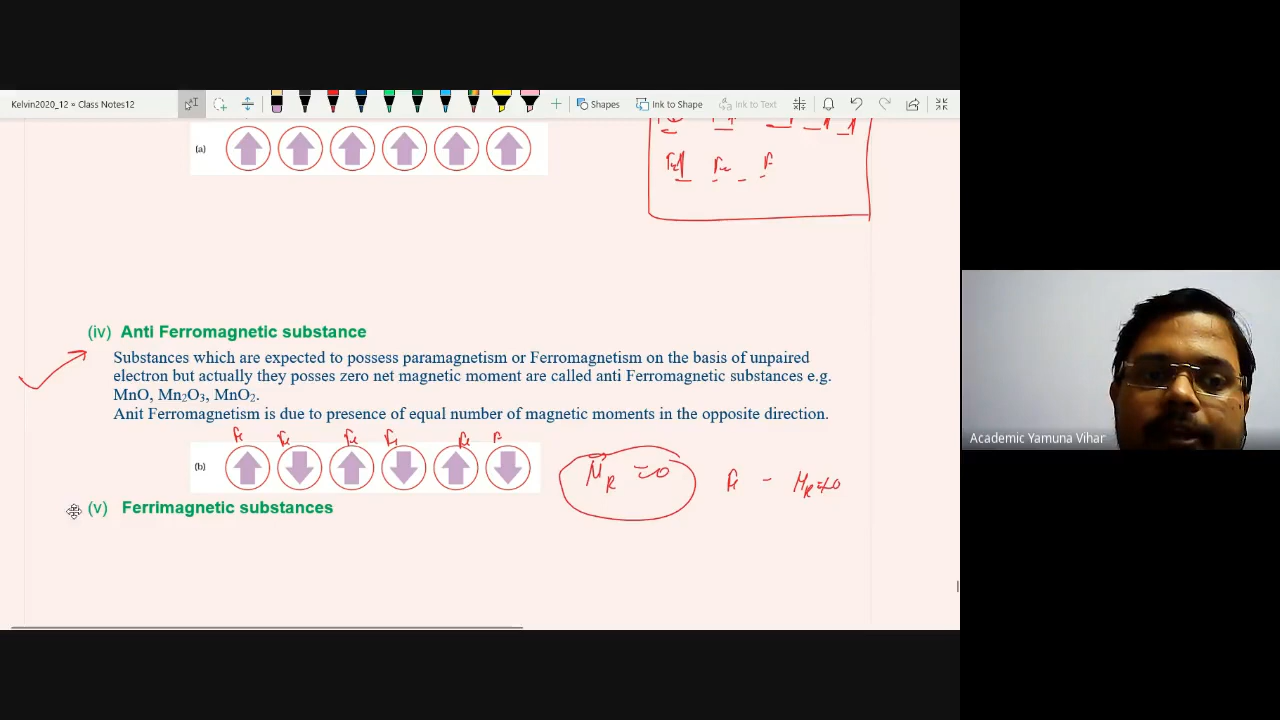 Kelvin2020_12 » Class Notes12
Shapes
Ink to Shape
Ink to Text
(a)
(iv) Anti Ferromagnetic substance
Substances which are expected to possess paramagnetism or Ferromagnetism on the basis of unpaired
electron but actually they posses zero net magnetic moment are called anti Ferromagnetic substances e.g.
MnO, Mn₂O₃, MnO₂.
Anit Ferromagnetism is due to presence of equal number of magnetic moments in the opposite direction.
(b)
(v) Ferrimagnetic substances
Academic Yamuna Vihar